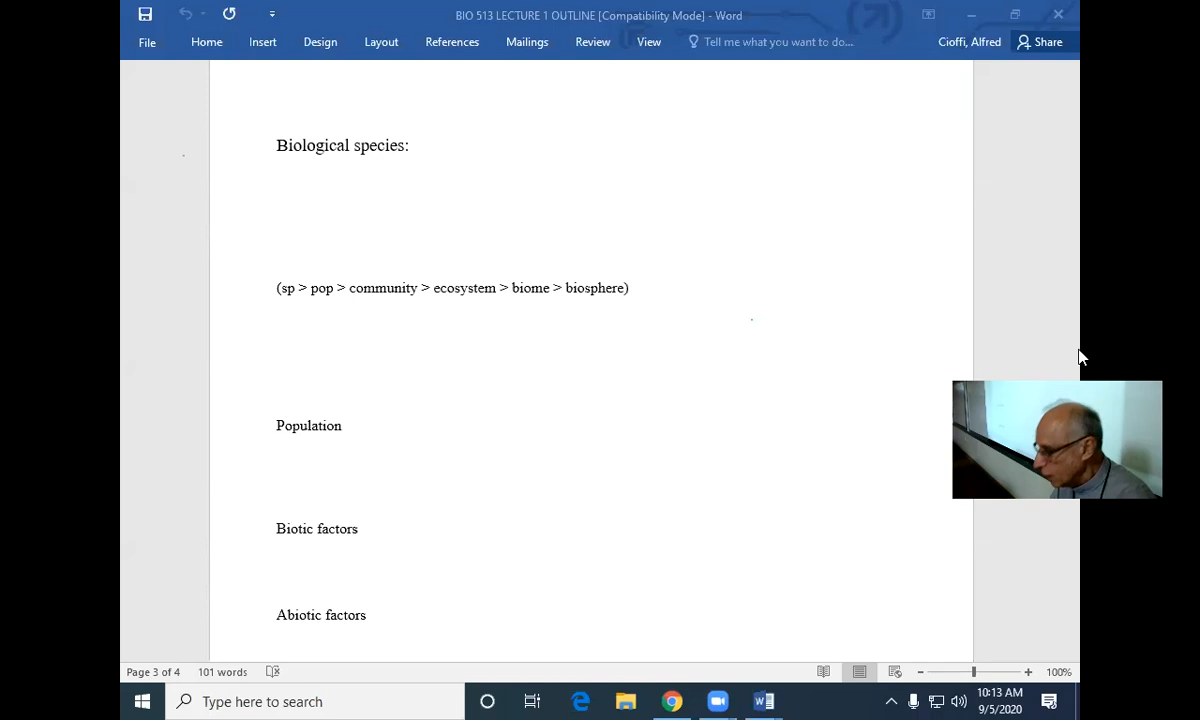 BIO 513 LECTURE 1 OUTLINE [Compatibility Mode] - Word
File Home Insert Design Layout References Mailings Review View Tell me what you want to do... Cioffi, Alfred Share
Biological species:
(sp > pop > community > ecosystem > biome > biosphere)
Population
Biotic factors
Abiotic factors
Page 3 of 4 101 words 100%
Type here to search
10:13 AM
9/5/2020